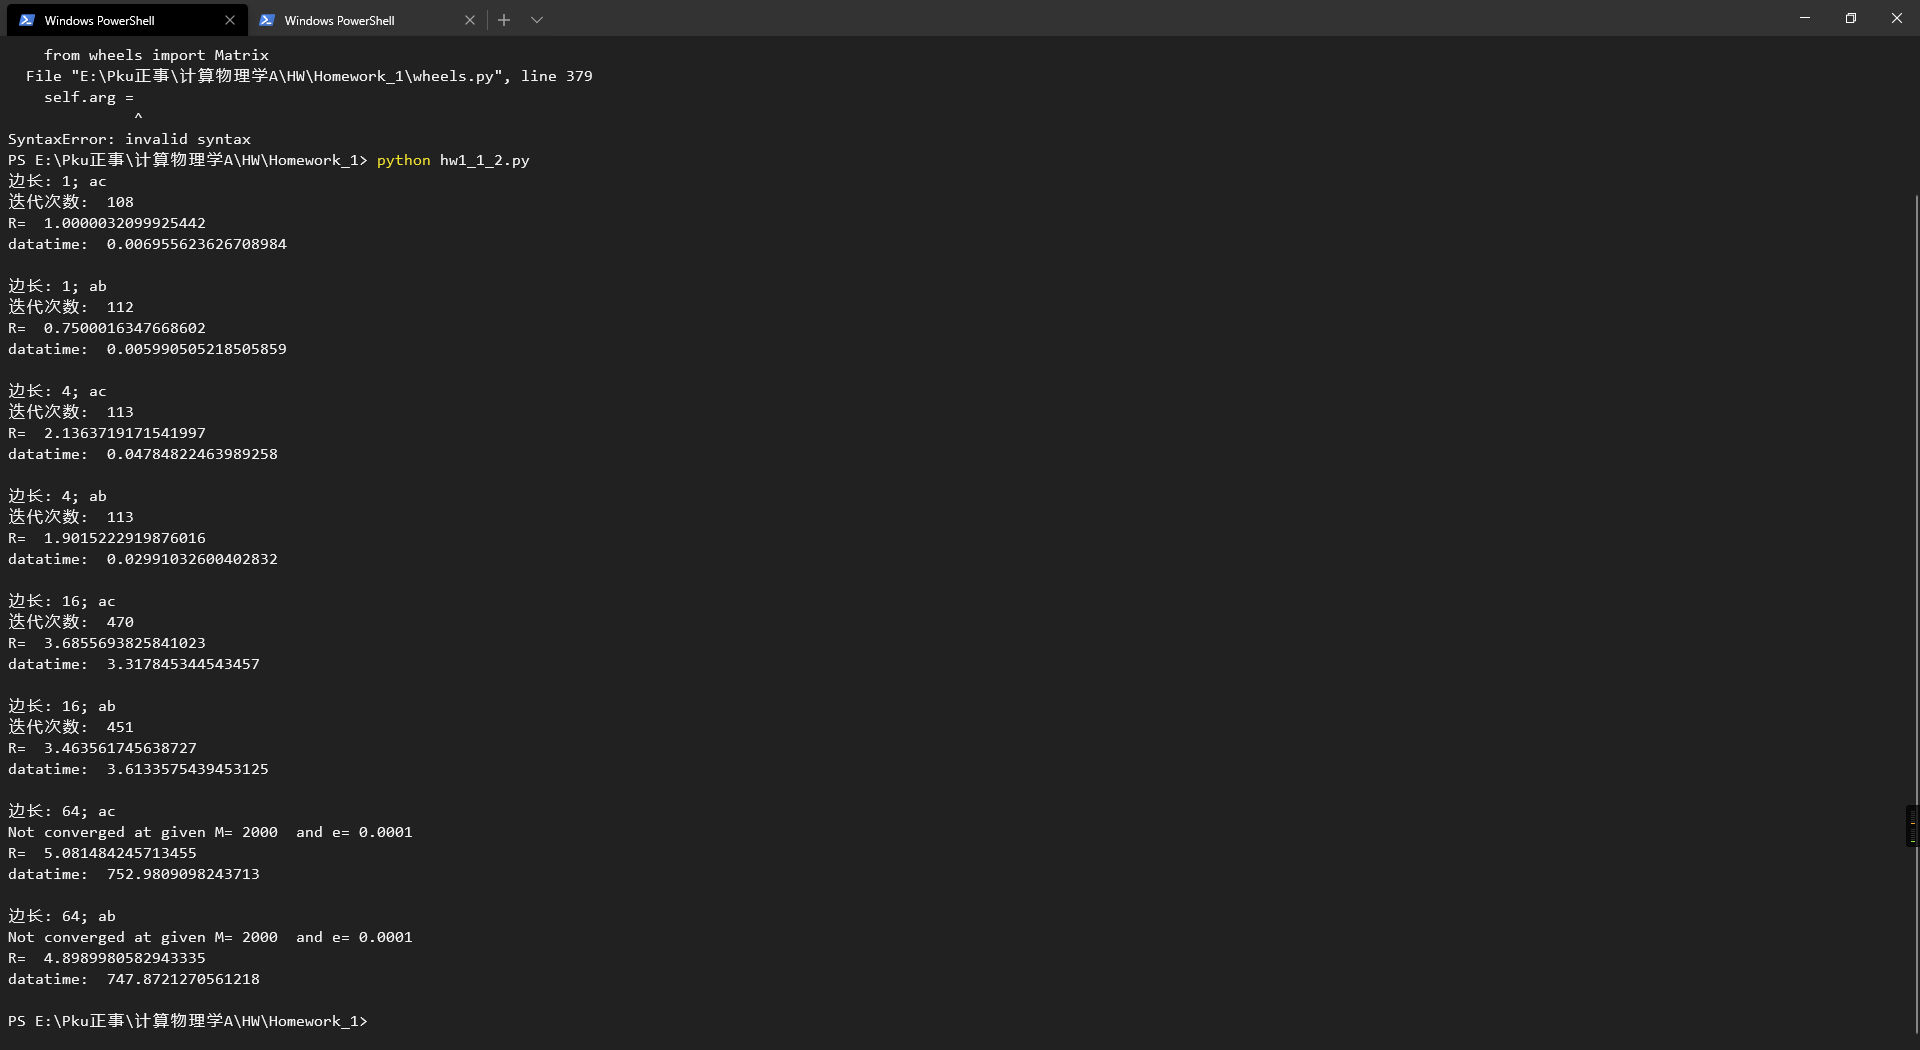 Windows PowerShell
Windows PowerShell
from wheels import Matrix
File "E:\Pku正事\计算物理学A\HW\Homework_1\wheels.py", line 379
self.arg =
^
SyntaxError: invalid syntax
PS E:\Pku正事\计算物理学A\HW\Homework_1> python hw1_1_2.py
边长: 1; ac
迭代次数:  108
R=  1.0000032099925442
datatime:  0.006955623626708984
边长: 1; ab
迭代次数:  112
R=  0.7500016347668602
datatime:  0.005990505218505859
边长: 4; ac
迭代次数:  113
R=  2.1363719171541997
datatime:  0.04784822463989258
边长: 4; ab
迭代次数:  113
R=  1.9015222919876016
datatime:  0.02991032600402832
边长: 16; ac
迭代次数:  470
R=  3.6855693825841023
datatime:  3.317845344543457
边长: 16; ab
迭代次数:  451
R=  3.463561745638727
datatime:  3.6133575439453125
边长: 64; ac
Not converged at given M= 2000  and e= 0.0001
R=  5.081484245713455
datatime:  752.9809098243713
边长: 64; ab
Not converged at given M= 2000  and e= 0.0001
R=  4.8989980582943335
datatime:  747.8721270561218
PS E:\Pku正事\计算物理学A\HW\Homework_1>